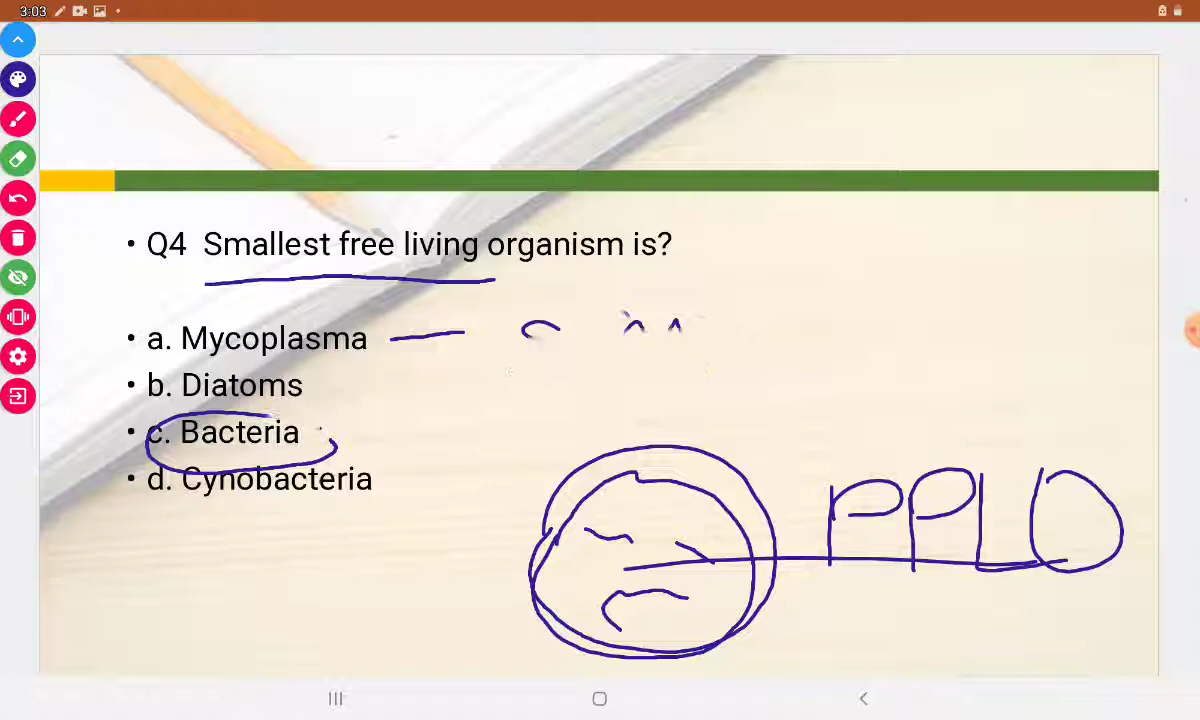 3:03
• Q4 Smallest free living organism is?
• a. Mycoplasma
• b. Diatoms
• c. Bacteria
• d. Cynobacteria
PPLO